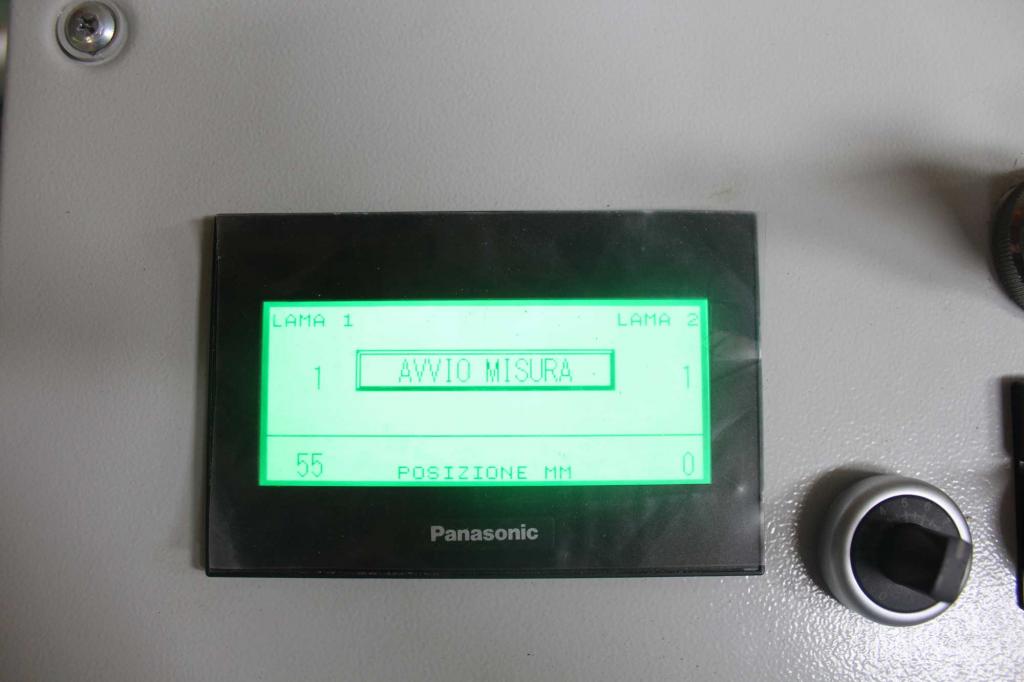 LAMA 1 LAMA 2
1 AVVIO MISURA 1
55 POSIZIONE MM 0
Panasonic